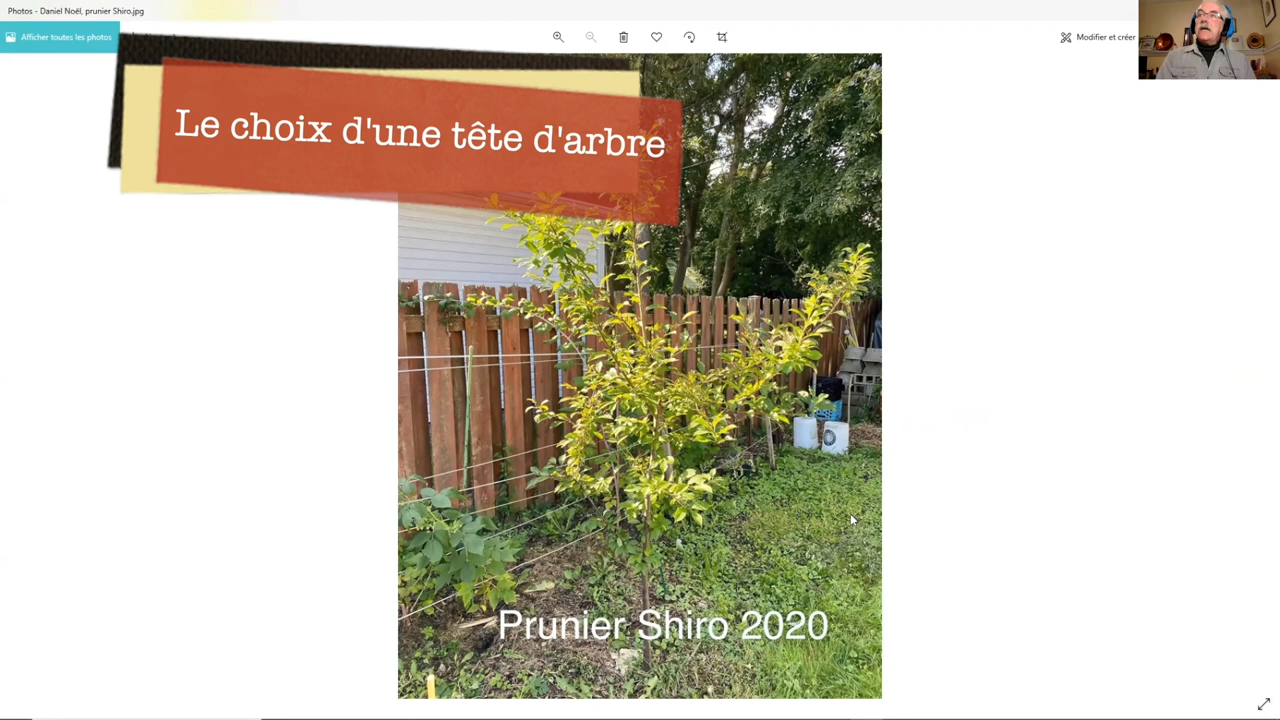 Photos - Daniel Noël, prunier Shiro.jpg
Afficher toutes les photos
Modifier et créer
Le choix d'une tête d'arbre
Prunier Shiro 2020